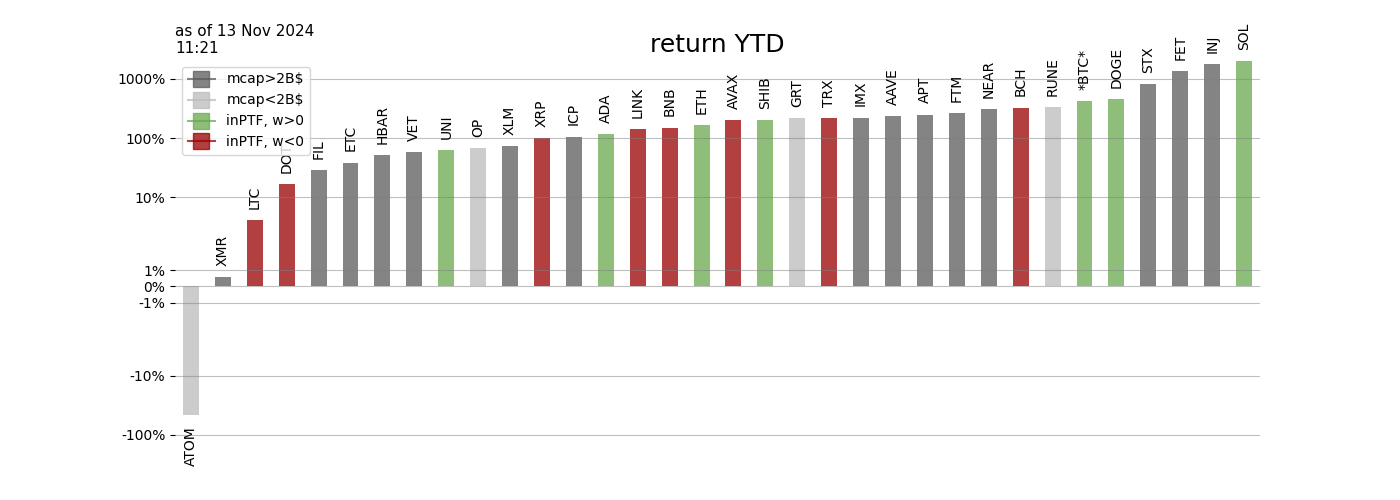 as of 13 Nov 2024
11:21
return YTD
mcap>2B$
mcap<2B$
inPTF, w>0
inPTF, w<0
1000%
100%
10%
1%
0%
-1%
-10%
-100%
ATOM
XMR
LTC
DOT
FIL
ETC
HBAR
VET
UNI
OP
XLM
XRP
ICP
ADA
LINK
BNB
ETH
AVAX
SHIB
GRT
TRX
IMX
AAVE
APT
FTM
NEAR
BCH
RUNE
*BTC*
DOGE
STX
FET
INJ
SOL